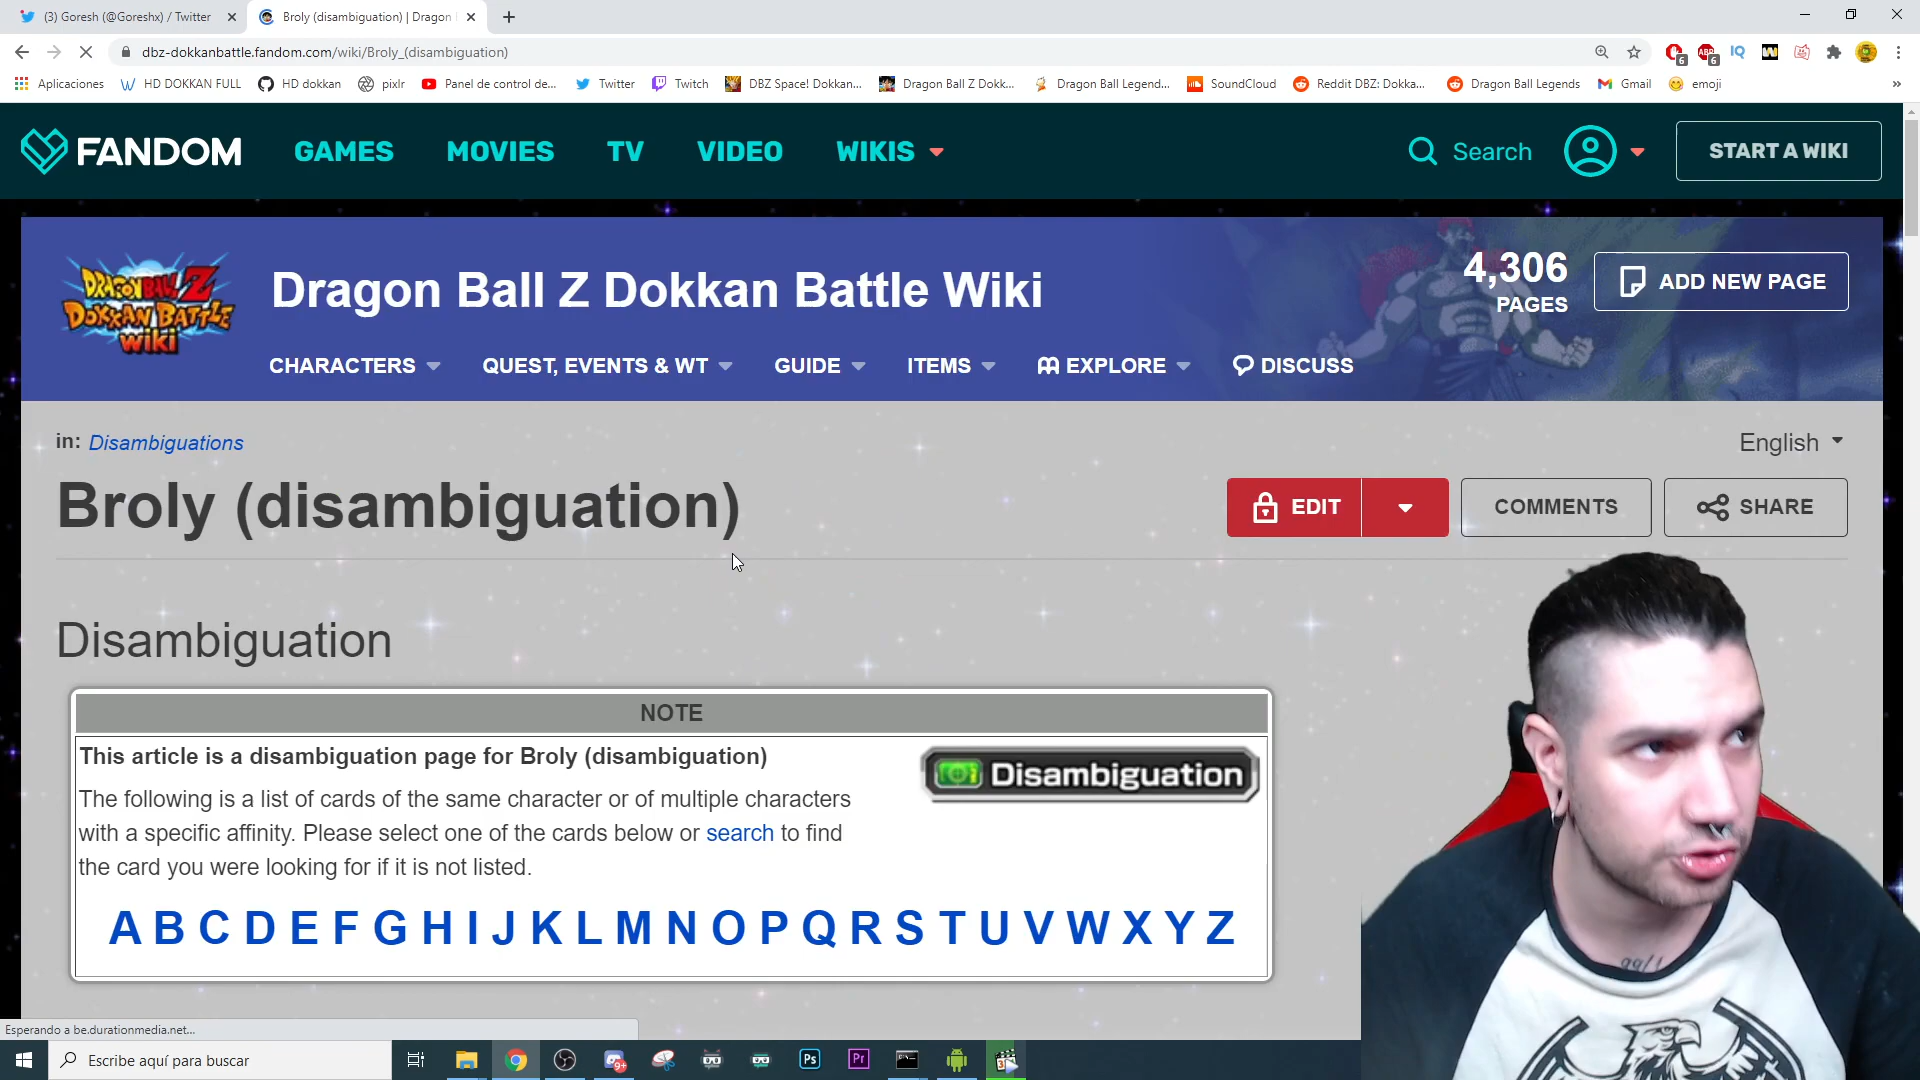 (3) Goresh (@Goreshx) / Twitter
Broly (disambiguation) | Dragon
dbz-dokkanbattle.fandom.com/wiki/Broly_(disambiguation)
Aplicaciones
HD DOKKAN FULL
HD dokkan
pixlr
Panel de control de...
Twitter
Twitch
DBZ Space! Dokkan...
Dragon Ball Z Dokk...
Dragon Ball Legend...
SoundCloud
Reddit DBZ: Dokka...
Dragon Ball Legends
Gmail
emoji
FANDOM
GAMES
MOVIES
TV
VIDEO
WIKIS
Search
START A WIKI
DRAGON BALL Z
DOKKAN BATTLE
wiki
Dragon Ball Z Dokkan Battle Wiki
4,306
PAGES
ADD NEW PAGE
CHARACTERS
QUEST, EVENTS & WT
GUIDE
ITEMS
EXPLORE
DISCUSS
in: Disambiguations
English
Broly (disambiguation)
EDIT
COMMENTS
SHARE
Disambiguation
NOTE
This article is a disambiguation page for Broly (disambiguation)
Disambiguation
The following is a list of cards of the same character or of multiple characters
with a specific affinity. Please select one of the cards below or search to find
the card you were looking for if it is not listed.
A B C D E F G H I J K L M N O P Q R S T U V W X Y Z
Esperando a be.durationmedia.net...
Escribe aquí para buscar